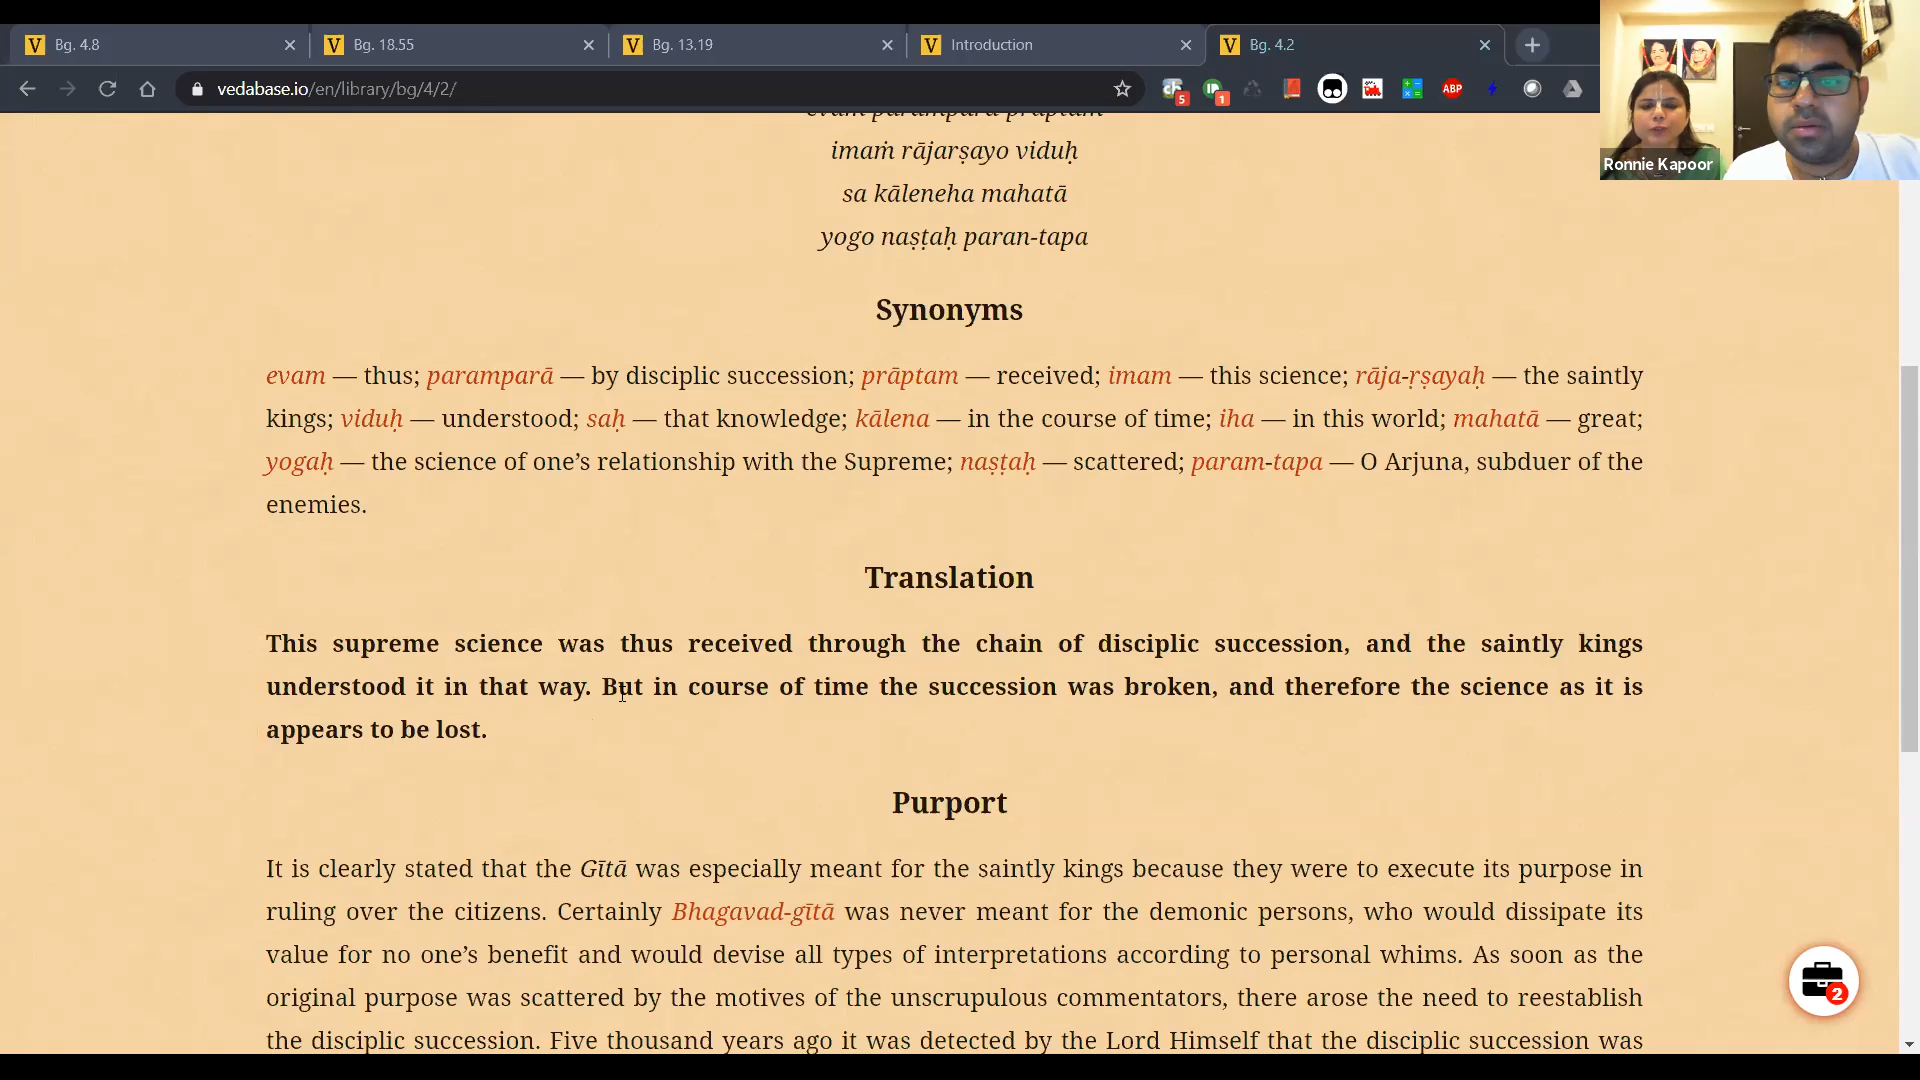 Bg. 4.8
Bg. 18.55
Bg. 13.19
Introduction
Bg. 4.2
vedabase.io/en/library/bg/4/2/
5
1
ABP
Ronnie Kapoor
evaṁ paramparā-prāptam
imaṁ rājarṣayo viduḥ
sa kāleneha mahatā
yogo naṣṭaḥ paran-tapa
Synonyms
evam — thus; paramparā — by disciplic succession; prāptam — received; imam — this science; rāja-ṛṣayaḥ — the saintly
kings; viduḥ — understood; saḥ — that knowledge; kālena — in the course of time; iha — in this world; mahatā — great;
yogaḥ — the science of one’s relationship with the Supreme; naṣṭaḥ — scattered; param-tapa — O Arjuna, subduer of the
enemies.
Translation
This supreme science was thus received through the chain of disciplic succession, and the saintly kings
understood it in that way. But in course of time the succession was broken, and therefore the science as it is
appears to be lost.
Purport
It is clearly stated that the Gītā was especially meant for the saintly kings because they were to execute its purpose in
ruling over the citizens. Certainly Bhagavad-gītā was never meant for the demonic persons, who would dissipate its
value for no one’s benefit and would devise all types of interpretations according to personal whims. As soon as the
original purpose was scattered by the motives of the unscrupulous commentators, there arose the need to reestablish
the disciplic succession. Five thousand years ago it was detected by the Lord Himself that the disciplic succession was
2